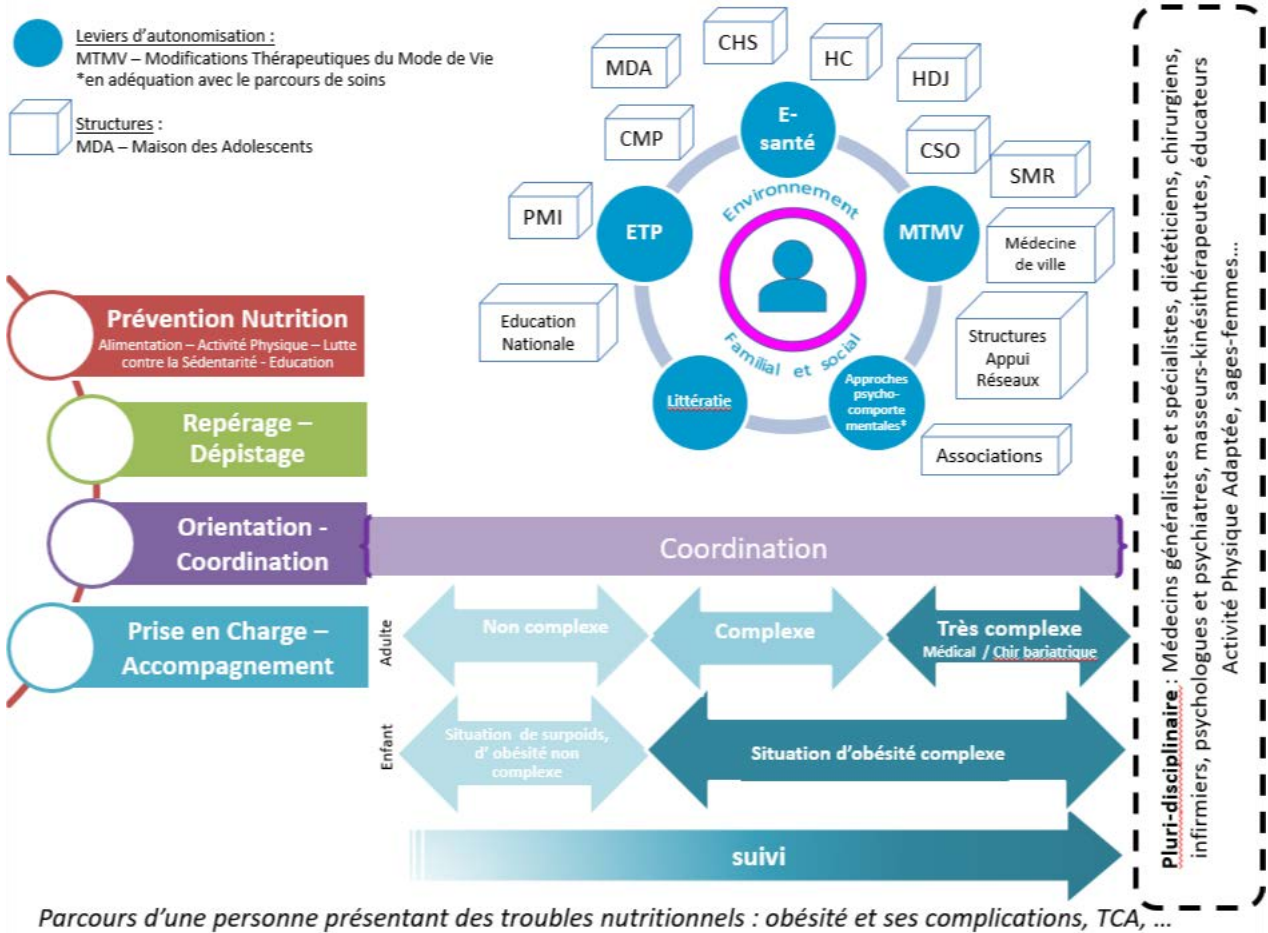 Leviers d'autonomisation :
MTMV – Modifications Thérapeutiques du Mode de Vie
*en adéquation avec le parcours de soins
Structures :
MDA – Maison des Adolescents
MDA
CHS
HC
HDJ
CMP
CSO
SMR
PMI
Médecine
de ville
Education
Nationale
Structures
Appui
Réseaux
Associations
E-
santé
ETP
MTMV
Littératie
Approches
psycho-
comporte
mentales*
Environnement
Familial et social
Prévention Nutrition
Alimentation – Activité Physique – Lutte
contre la Sédentarité - Education
Repérage –
Dépistage
Orientation -
Coordination
Prise en Charge –
Accompagnement
Coordination
Adulte
Non complexe
Complexe
Très complexe
Médical / Chir bariatrique
Enfant
Situation de surpoids,
d' obésité non
complexe
Situation d'obésité complexe
suivi
Pluri-disciplinaire : Médecins généralistes et spécialistes, diététiciens, chirurgiens,
infirmiers, psychologues et psychiatres, masseurs-kinésithérapeutes, éducateurs
Activité Physique Adaptée, sages-femmes...
Parcours d'une personne présentant des troubles nutritionnels : obésité et ses complications, TCA, ...